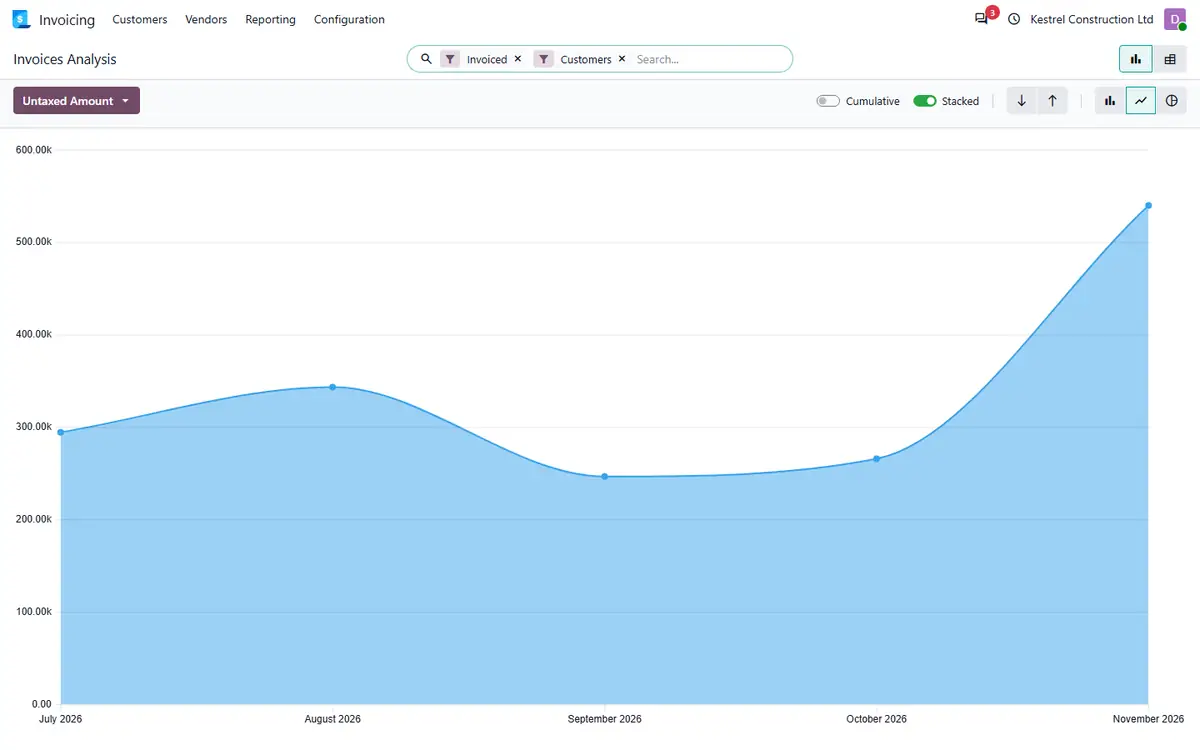 Invoicing Customers Vendors Reporting Configuration 3 Kestrel Construction Ltd D
Invoices Analysis Invoiced × Customers × Search...
Untaxed Amount Cumulative Stacked
600.00k
500.00k
400.00k
300.00k
200.00k
100.00k
0.00
July 2026 August 2026 September 2026 October 2026 November 2026